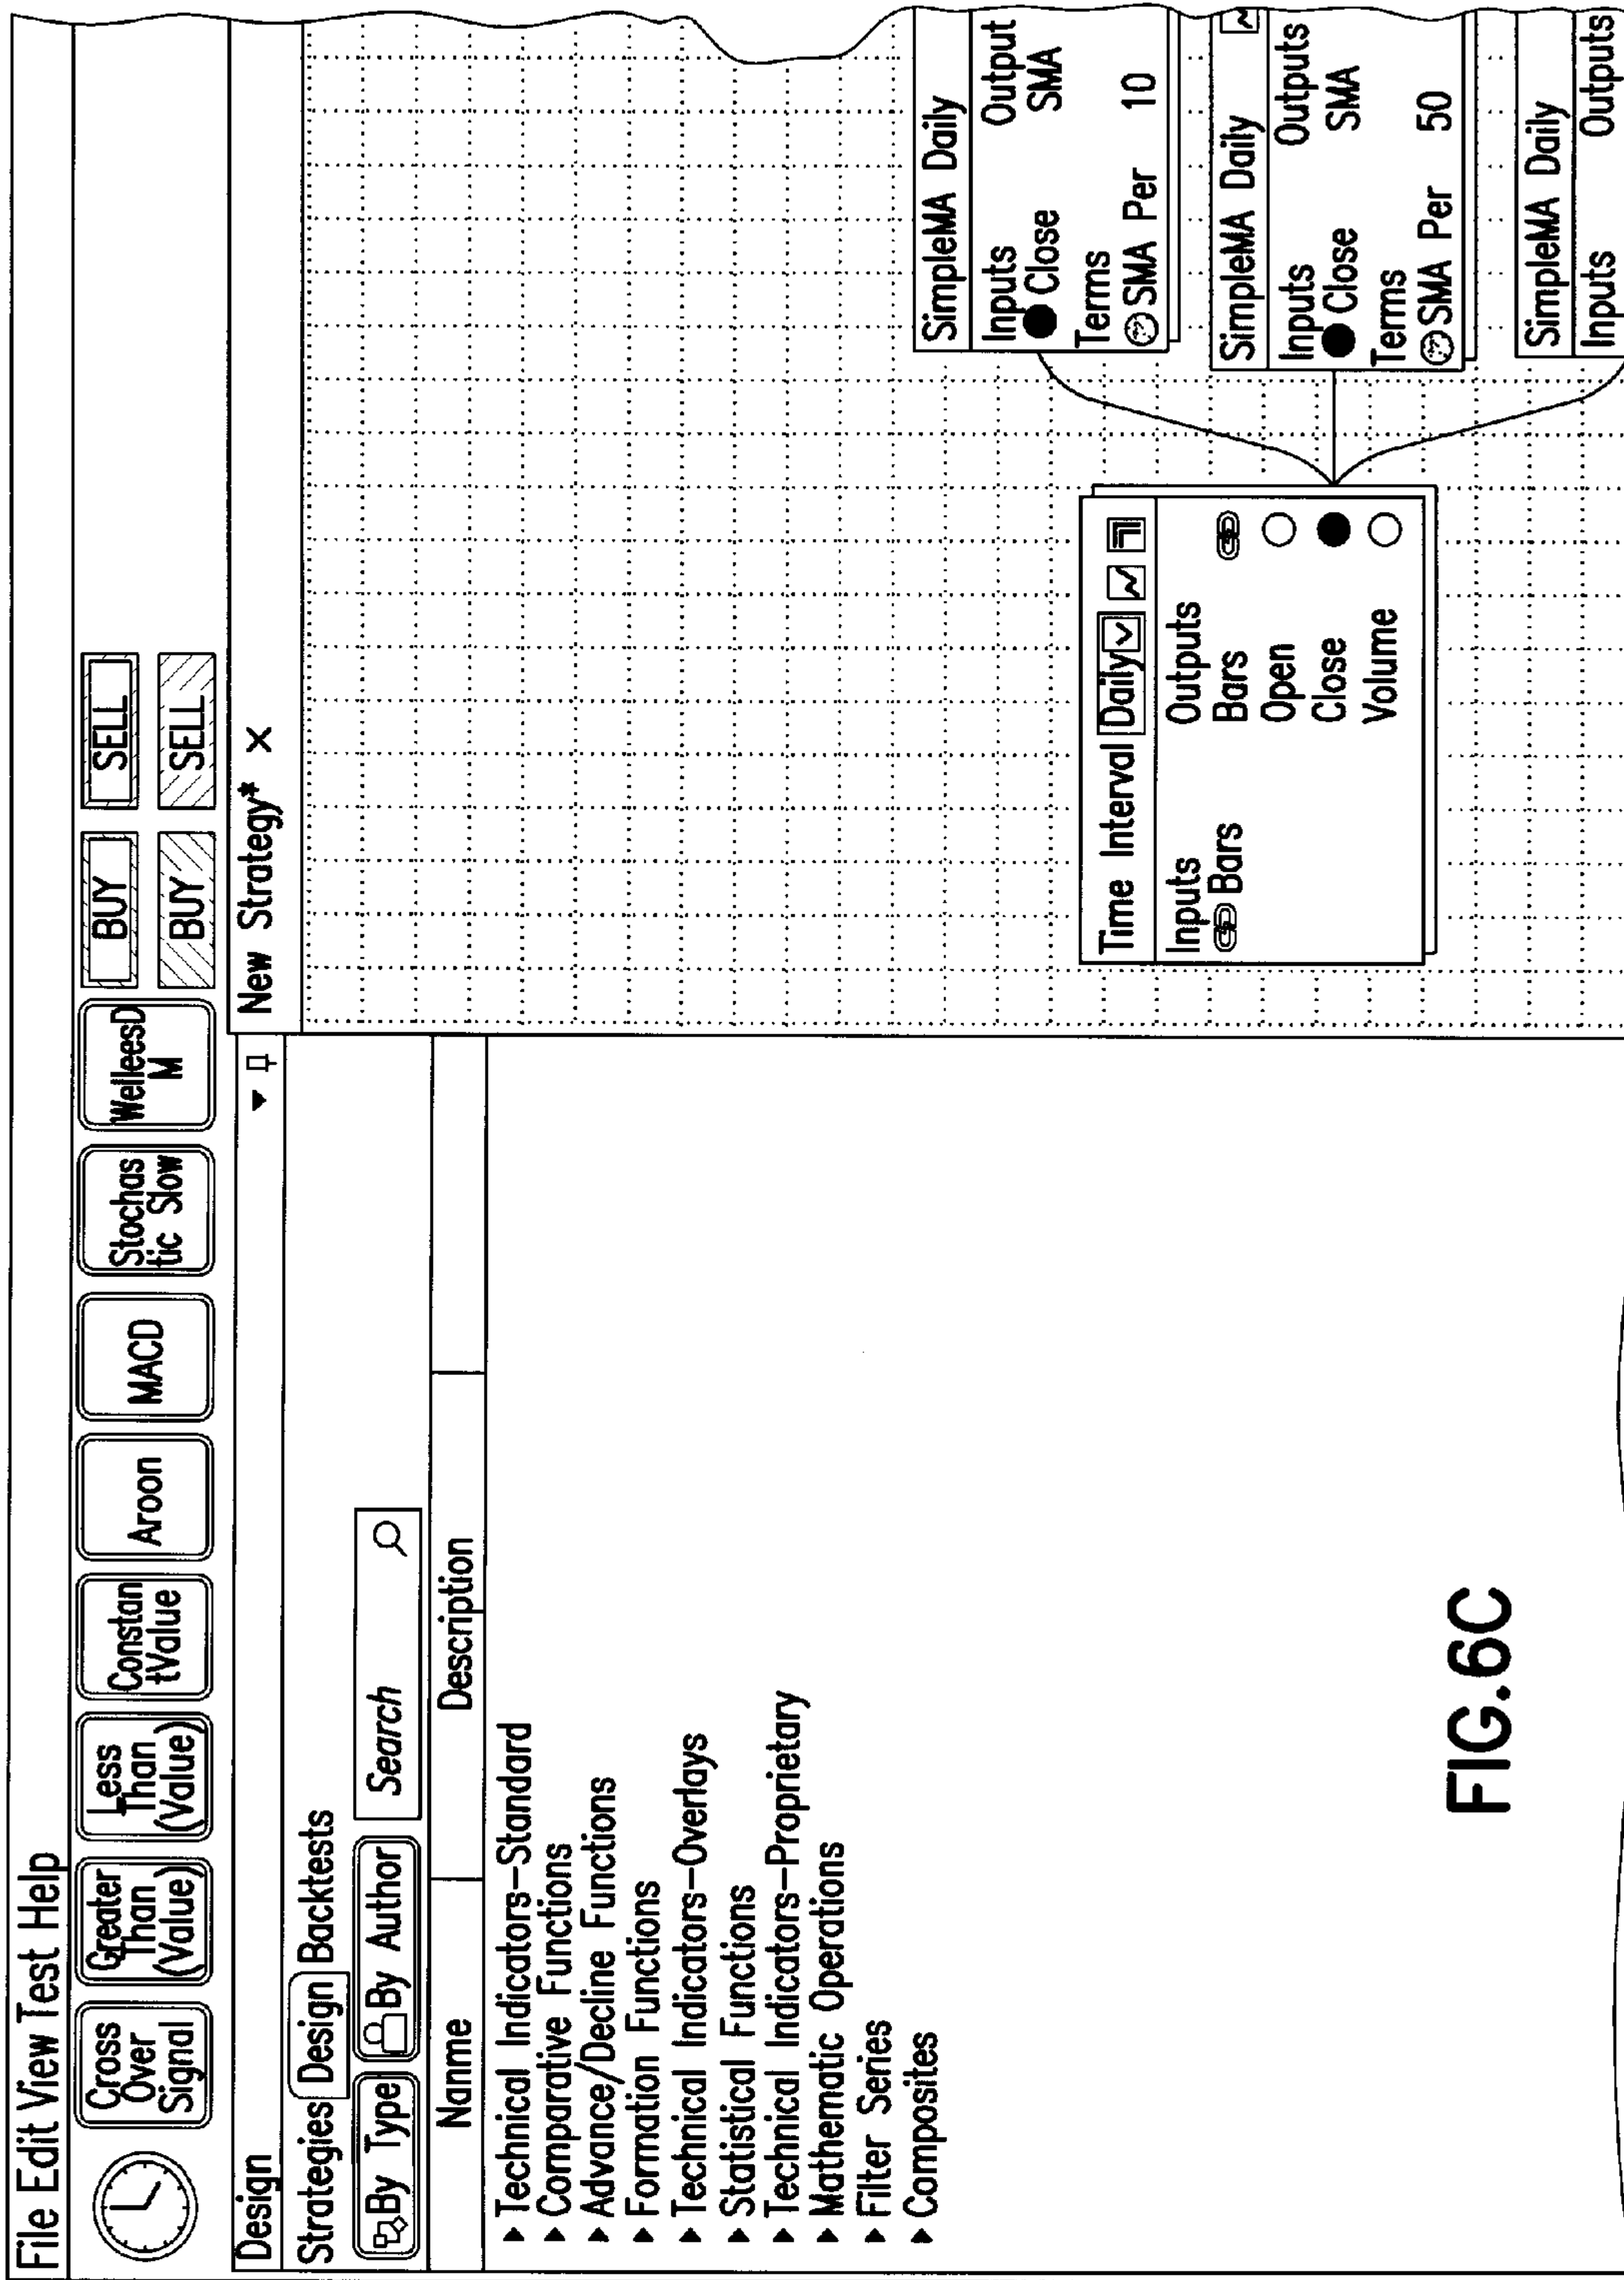 File Edit View Test Help
Cross
Over
Signal
Greater
Than
(Value)
Less
Than
(Value)
Constan
tValue
Aroon
MACD
Stochas
tic Slow
WelleesD
M
BUY
SELL
BUY
SELL
Design
New Strategy* X
Strategies Design Backtests
By Type
By Author
Search
Name
Description
Technical Indicators-Standard
Comparative Functions
Advance/Decline Functions
Formation Functions
Technical Indicators-Overlays
Statistical Functions
Technical Indicators-Proprietary
Mathematic Operations
Filter Series
Composites
Time Interval Daily
Inputs Outputs
Bars Bars
Open
Close
Volume
SimpleMA Daily
Inputs Output
Close SMA
Terms
SMA Per 10
SimpleMA Daily
Inputs Outputs
Close SMA
Terms
SMA Per 50
SimpleMA Daily
Inputs Outputs
FIG.6C